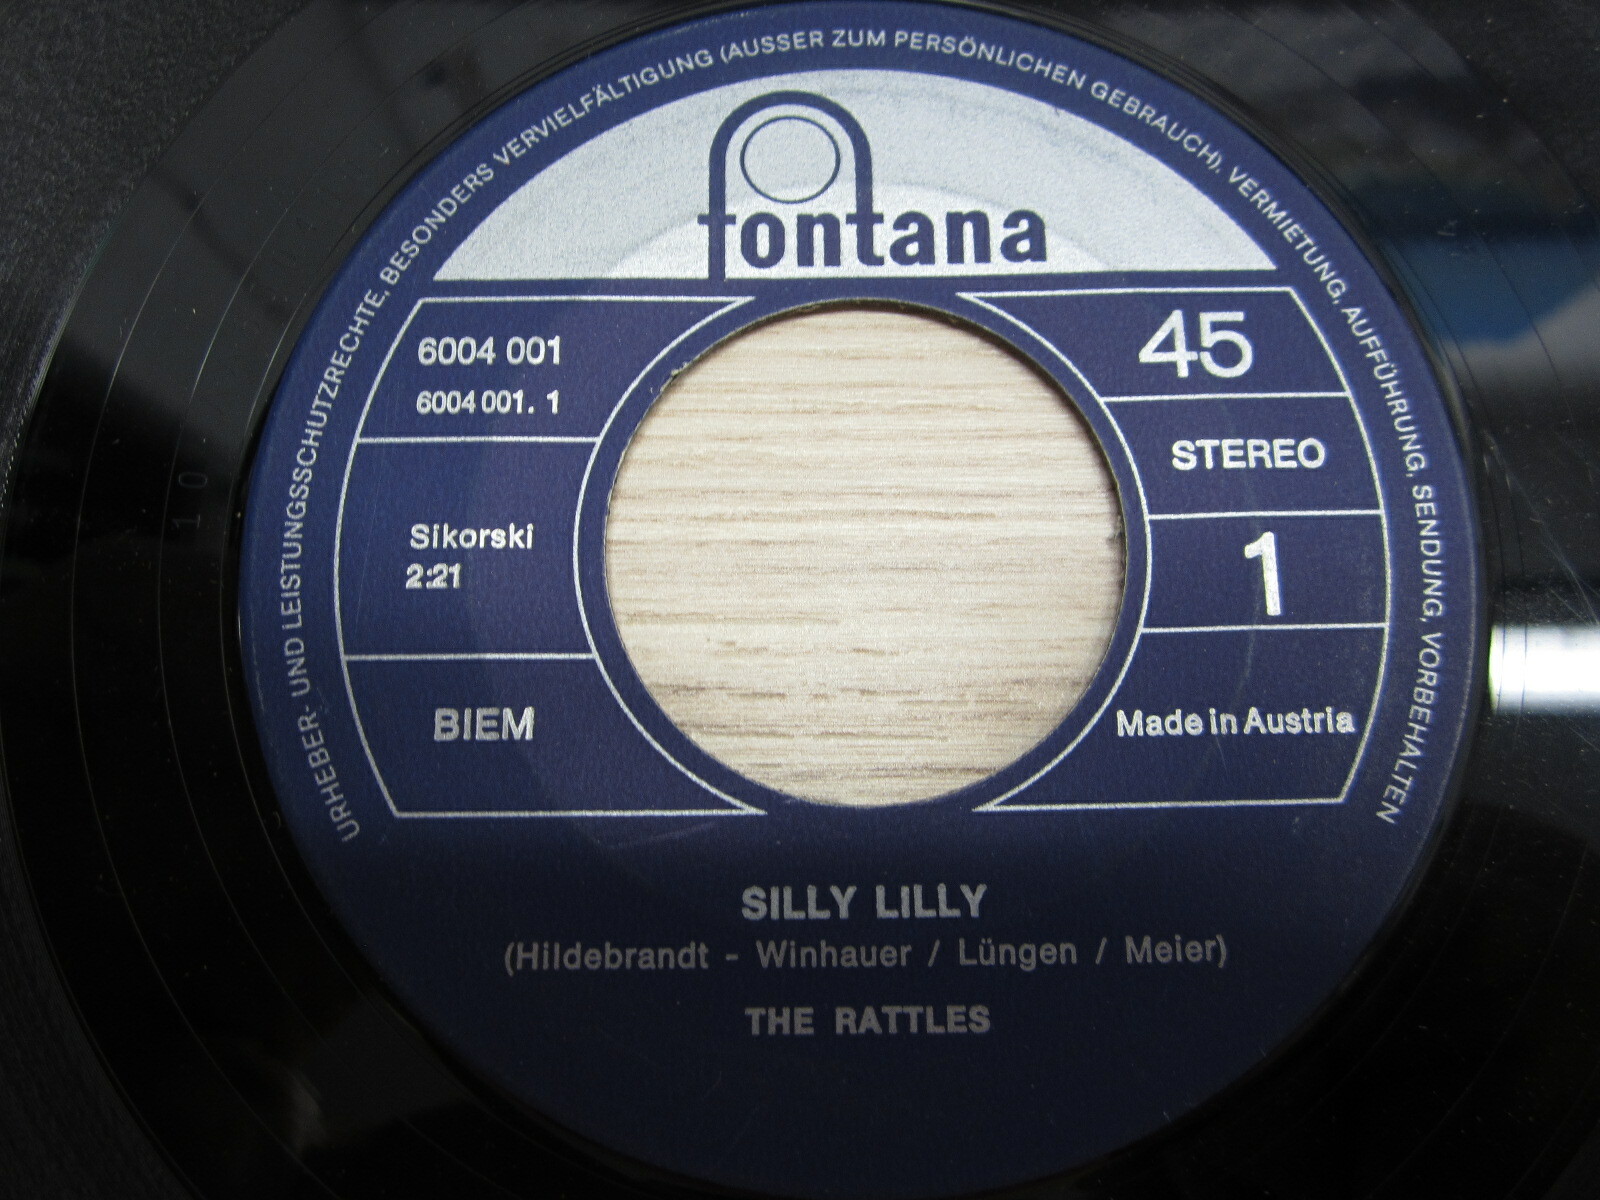 URHEBER- UND LEISTUNGSSCHUTZRECHTE, BESONDERS VERVIELFÄLTIGUNG (AUSSER ZUM PERSÖNLICHEN GEBRAUCH), VERMIETUNG, AUFFÜHRUNG, SENDUNG, VORBEHALTEN
fontana
6004 001
6004 001. 1
Sikorski
2:21
BIEM
45
STEREO
1
Made in Austria
SILLY LILLY
(Hildebrandt - Winhauer / Lüngen / Meier)
THE RATTLES
10